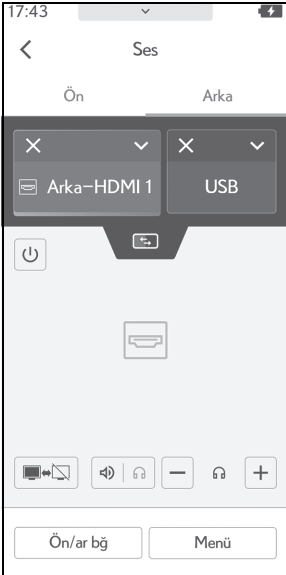 17:43
Ses
Ön Arka
Arka–HDMI 1 USB
Ön/ar bğ Menü